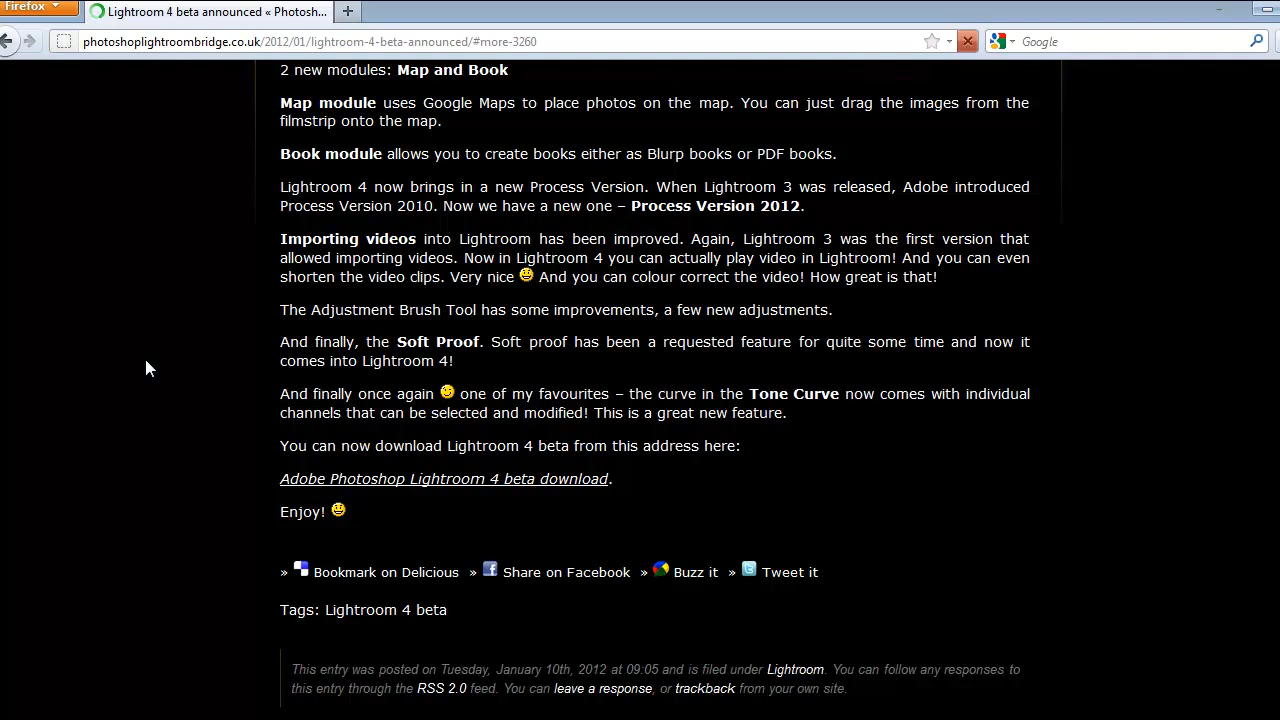 Firefox
Lightroom 4 beta announced « Photosh...
photoshoplightroombridge.co.uk/2012/01/lightroom-4-beta-announced/#more-3260
Google
2 new modules: Map and Book
Map module uses Google Maps to place photos on the map. You can just drag the images from the
filmstrip onto the map.
Book module allows you to create books either as Blurp books or PDF books.
Lightroom 4 now brings in a new Process Version. When Lightroom 3 was released, Adobe introduced
Process Version 2010. Now we have a new one – Process Version 2012.
Importing videos into Lightroom has been improved. Again, Lightroom 3 was the first version that
allowed importing videos. Now in Lightroom 4 you can actually play video in Lightroom! And you can even
shorten the video clips. Very nice And you can colour correct the video! How great is that!
The Adjustment Brush Tool has some improvements, a few new adjustments.
And finally, the Soft Proof. Soft proof has been a requested feature for quite some time and now it
comes into Lightroom 4!
And finally once again one of my favourites – the curve in the Tone Curve now comes with individual
channels that can be selected and modified! This is a great new feature.
You can now download Lightroom 4 beta from this address here:
Adobe Photoshop Lightroom 4 beta download.
Enjoy!
» Bookmark on Delicious » Share on Facebook » Buzz it » Tweet it
Tags: Lightroom 4 beta
This entry was posted on Tuesday, January 10th, 2012 at 09:05 and is filed under Lightroom. You can follow any responses to
this entry through the RSS 2.0 feed. You can leave a response, or trackback from your own site.